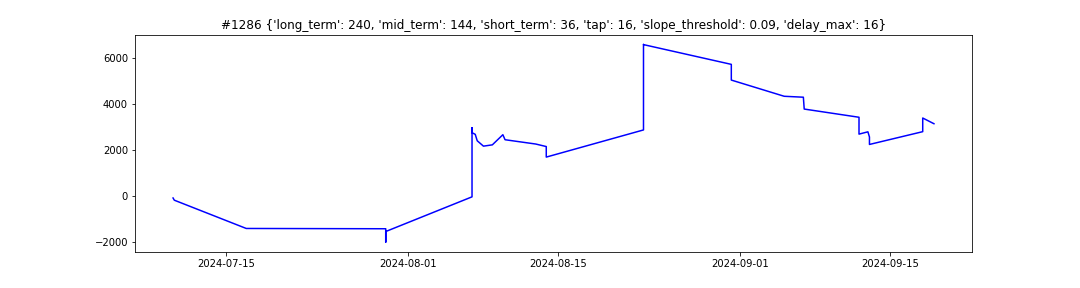 #1286 {'long_term': 240, 'mid_term': 144, 'short_term': 36, 'tap': 16, 'slope_threshold': 0.09, 'delay_max': 16}
6000
4000
2000
0
−2000
2024-07-15 2024-08-01 2024-08-15 2024-09-01 2024-09-15